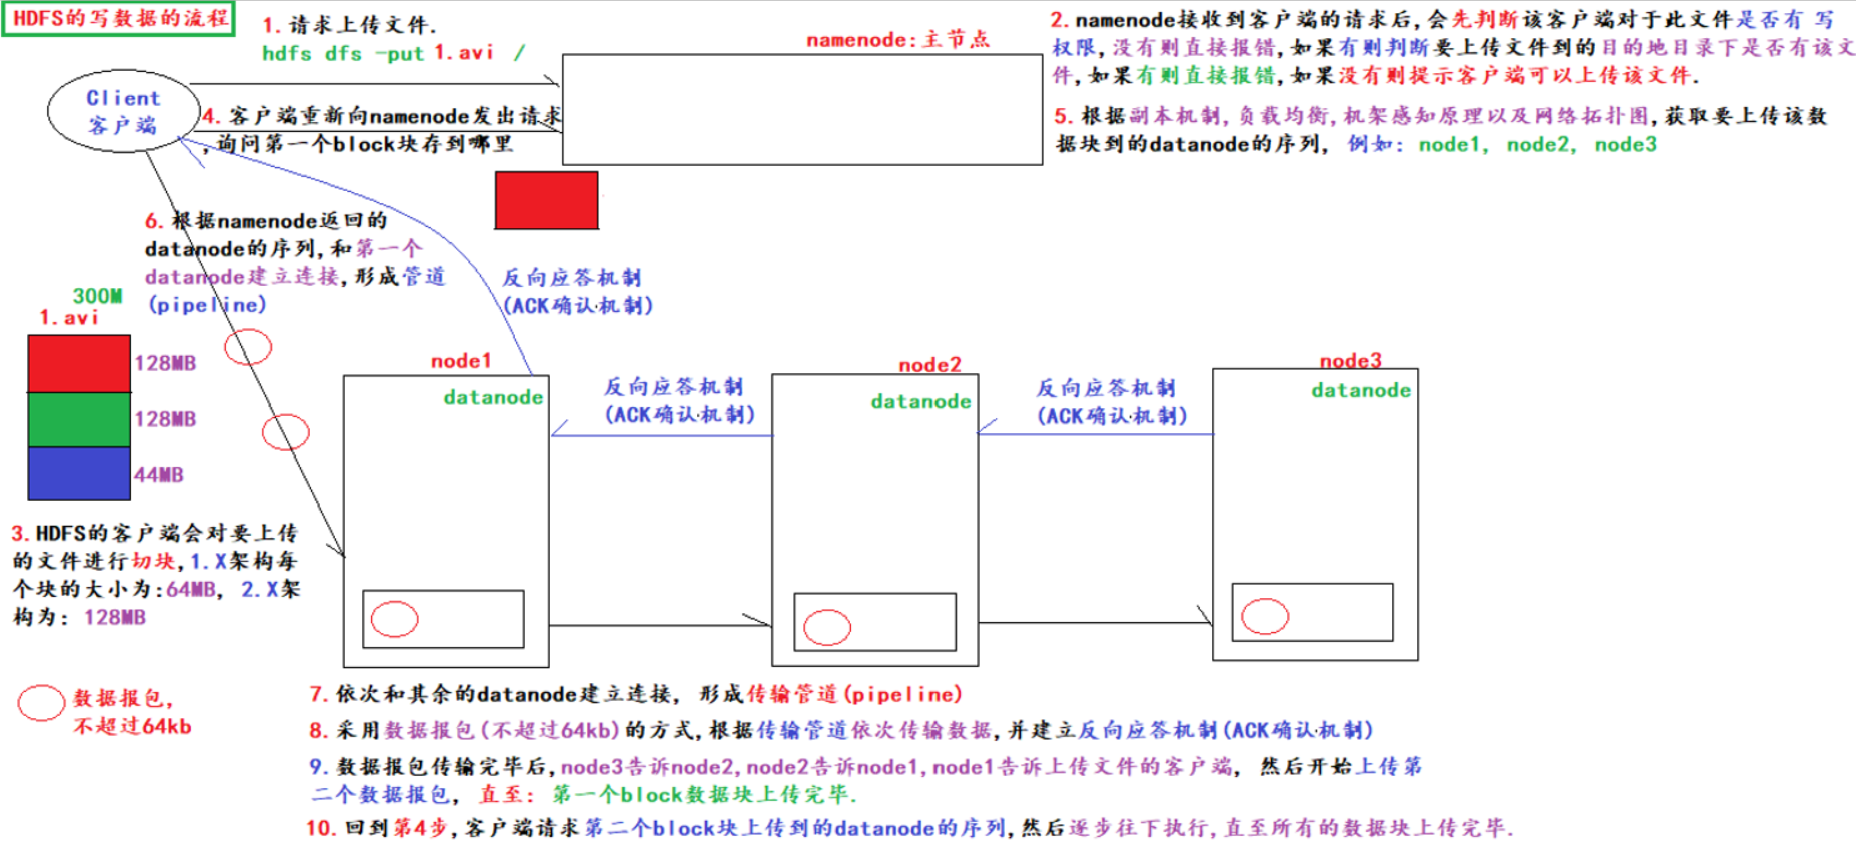 HDFS的写数据的流程
1.请求上传文件.
hdfs dfs -put 1.avi /
namenode:主节点
2.namenode接收到客户端的请求后,会先判断该客户端对于此文件是否有 写
权限,没有则直接报错,如果有则判断要上传文件到的目的地目录下是否有该文
件,如果有则直接报错,如果没有则提示客户端可以上传该文件.
Client
客户端
4.客户端重新向namenode发出请求
,询问第一个block块存到哪里
5.根据副本机制,负载均衡,机架感知原理以及网络拓扑图,获取要上传该数
据块到的datanode的序列, 例如: node1, node2, node3
6.根据namenode返回的
datanode的序列,和第一个
datanode建立连接,形成管道
(pipeline)
反向应答机制
(ACK确认机制)
300M
1.avi
128MB
128MB
44MB
node1
datanode
反向应答机制
(ACK确认机制)
node2
datanode
反向应答机制
(ACK确认机制)
node3
datanode
3.HDFS的客户端会对要上传
的文件进行切块,1.X架构每
个块的大小为:64MB, 2.X架
构为: 128MB
数据报包,
不超过64kb
7.依次和其余的datanode建立连接, 形成传输管道(pipeline)
8.采用数据报包(不超过64kb)的方式,根据传输管道依次传输数据,并建立反向应答机制(ACK确认机制)
9.数据报包传输完毕后,node3告诉node2,node2告诉node1,node1告诉上传文件的客户端, 然后开始上传第
二个数据报包, 直至: 第一个block数据块上传完毕.
10.回到第4步,客户端请求第二个block块上传到的datanode的序列,然后逐步往下执行,直至所有的数据块上传完毕.